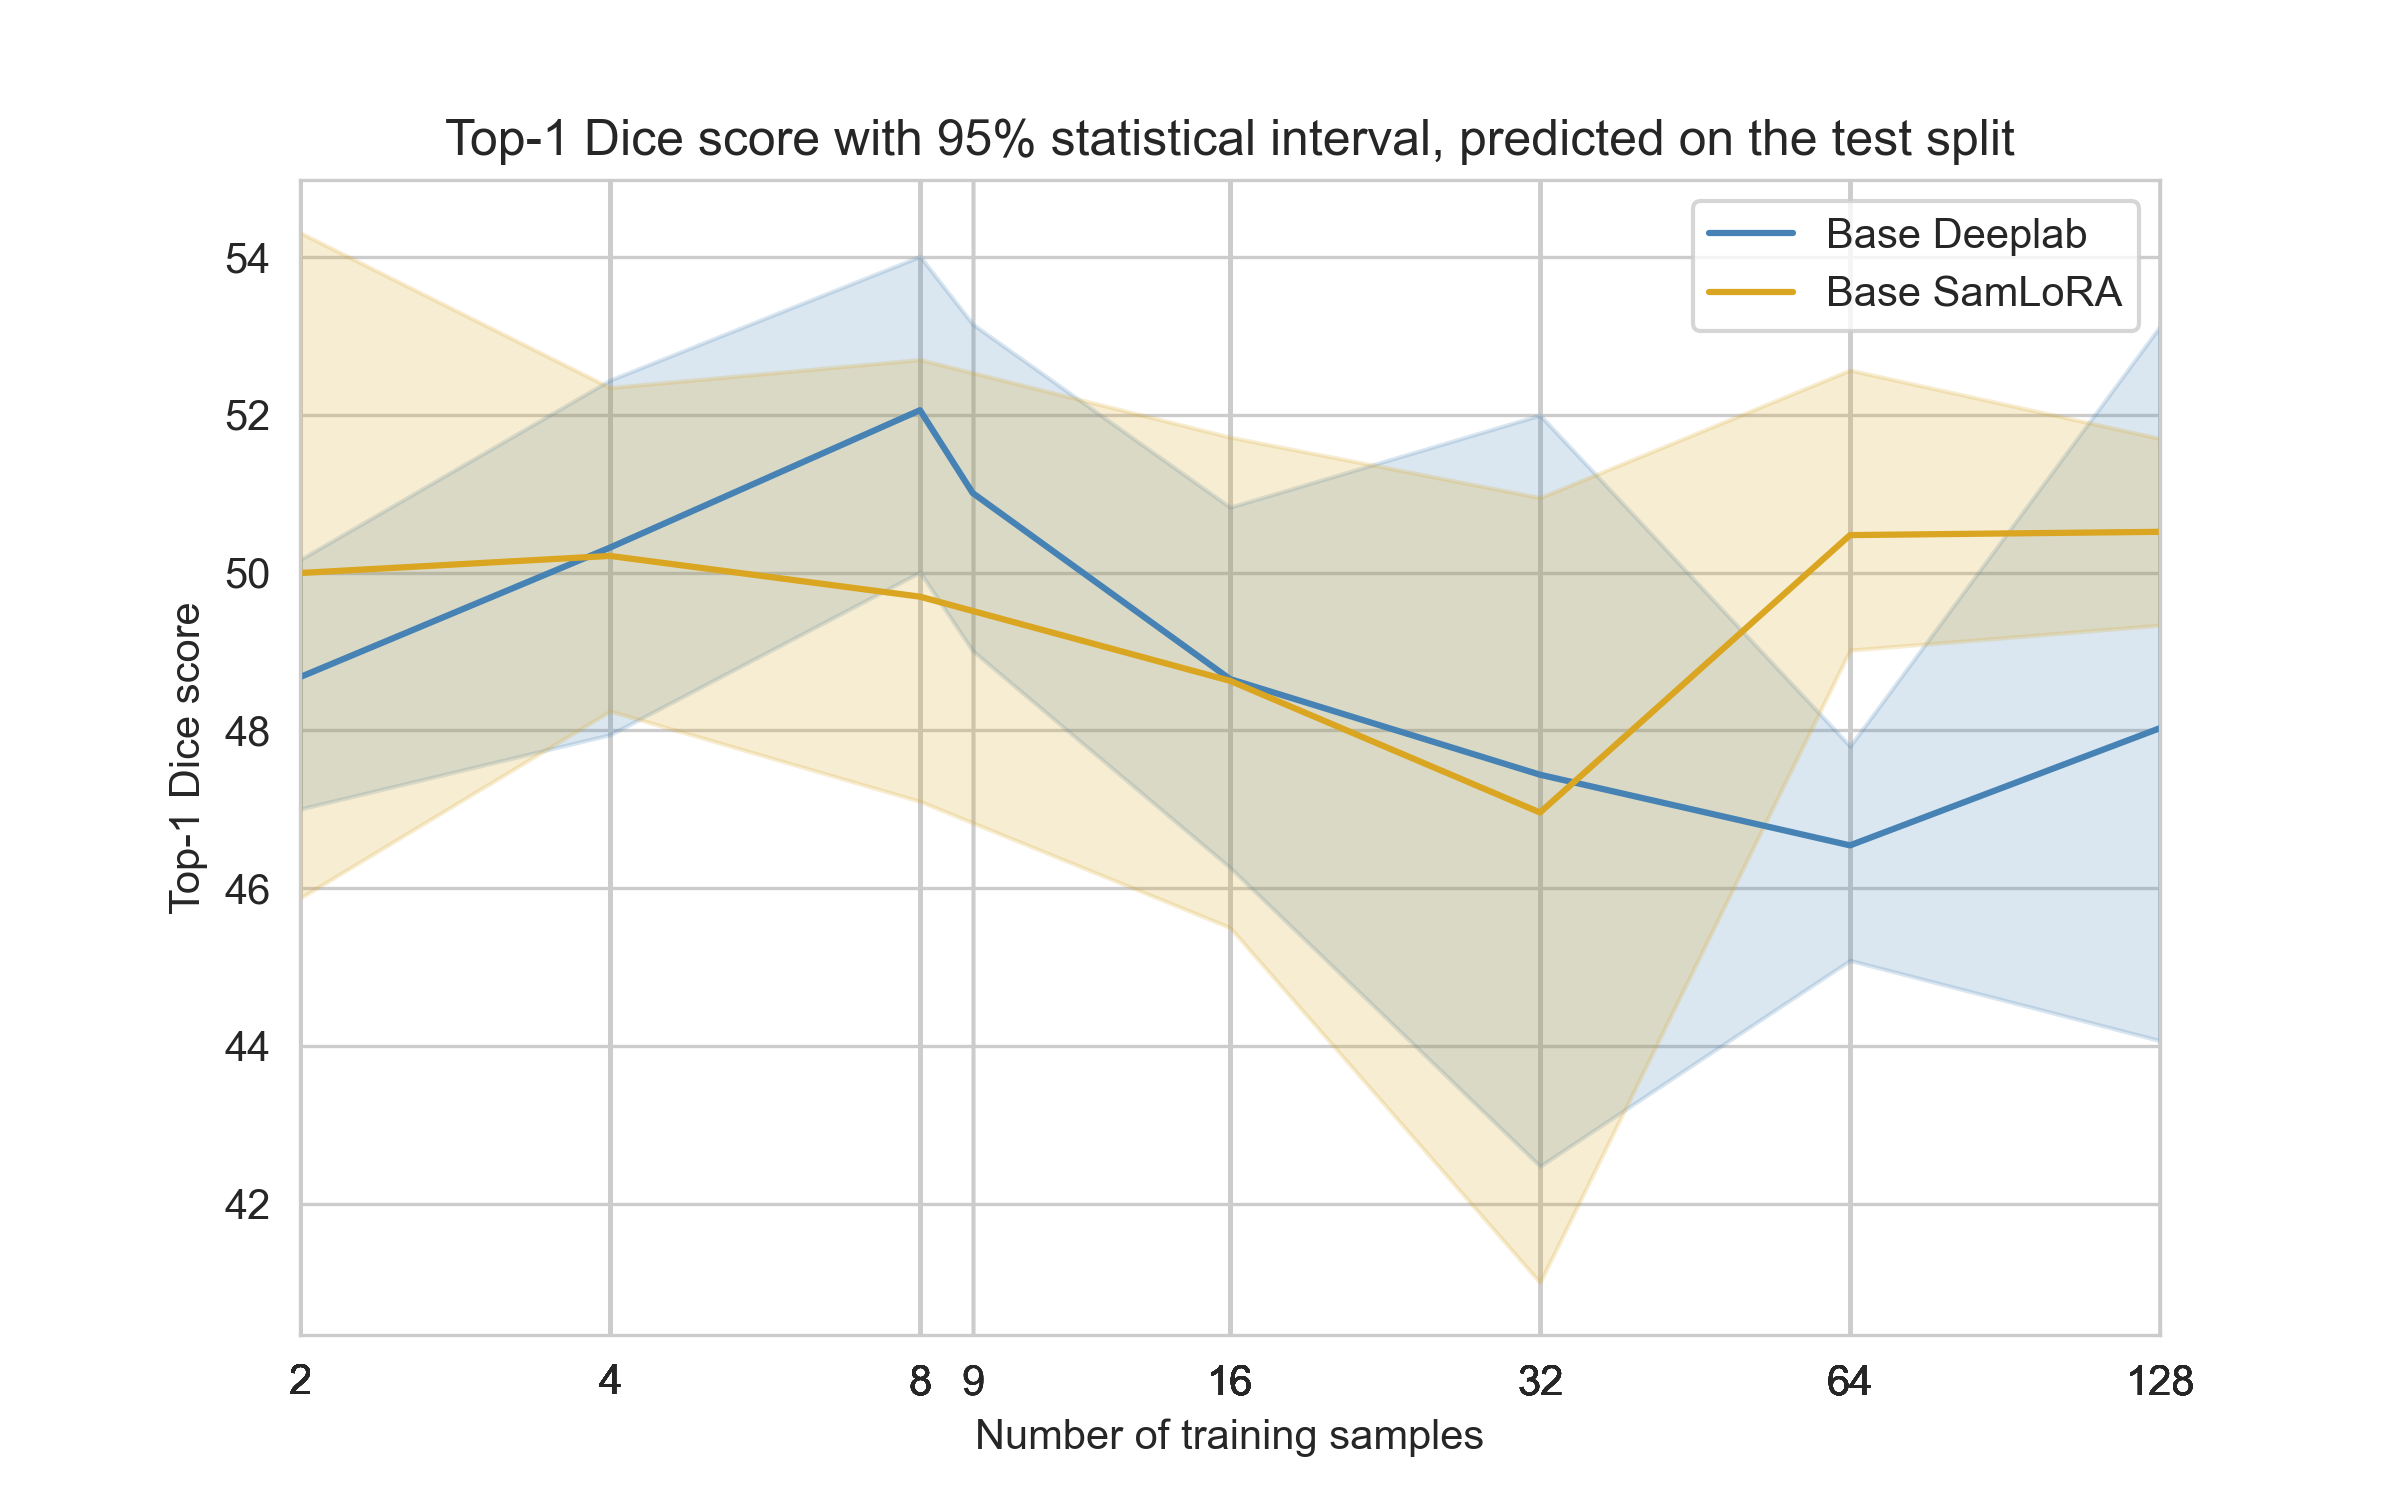 Top-1 Dice score with 95% statistical interval, predicted on the test split
Base Deeplab
Base SamLoRA
Top-1 Dice score
54
52
50
48
46
44
42
2 4 8 9 16 32 64 128
Number of training samples